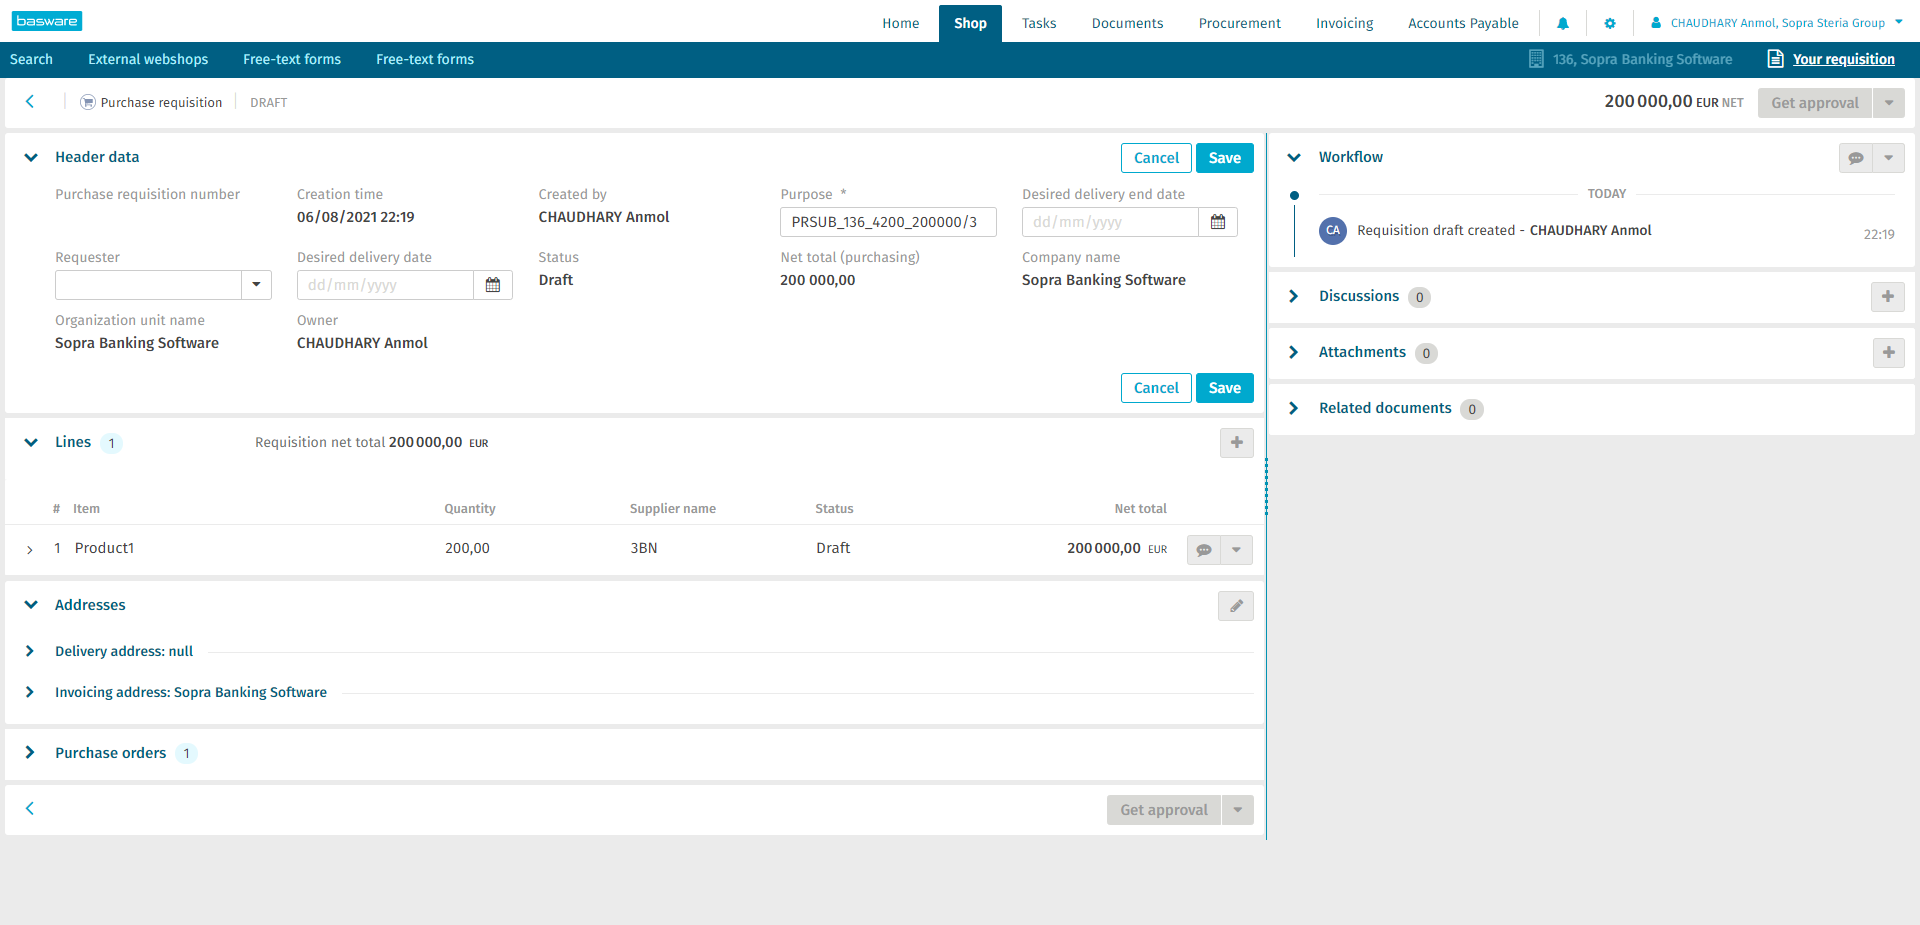 basware
Home Shop Tasks Documents Procurement Invoicing Accounts Payable CHAUDHARY Anmol, Sopra Steria Group
Search External webshops Free-text forms Free-text forms 136, Sopra Banking Software Your requisition
Purchase requisition DRAFT 200 000,00 EUR NET Get approval
Header data Cancel Save
Purchase requisition number Creation time Created by Purpose * Desired delivery end date
06/08/2021 22:19 CHAUDHARY Anmol PRSUB_136_4200_200000/3 dd/mm/yyyy
Requester Desired delivery date Status Net total (purchasing) Company name
dd/mm/yyyy Draft 200 000,00 Sopra Banking Software
Organization unit name Owner
Sopra Banking Software CHAUDHARY Anmol
Cancel Save
Lines 1 Requisition net total 200 000,00 EUR
# Item Quantity Supplier name Status Net total
1 Product1 200,00 3BN Draft 200 000,00 EUR
Addresses
Delivery address: null
Invoicing address: Sopra Banking Software
Purchase orders 1
Get approval
Workflow
TODAY
CA Requisition draft created - CHAUDHARY Anmol 22:19
Discussions 0
Attachments 0
Related documents 0